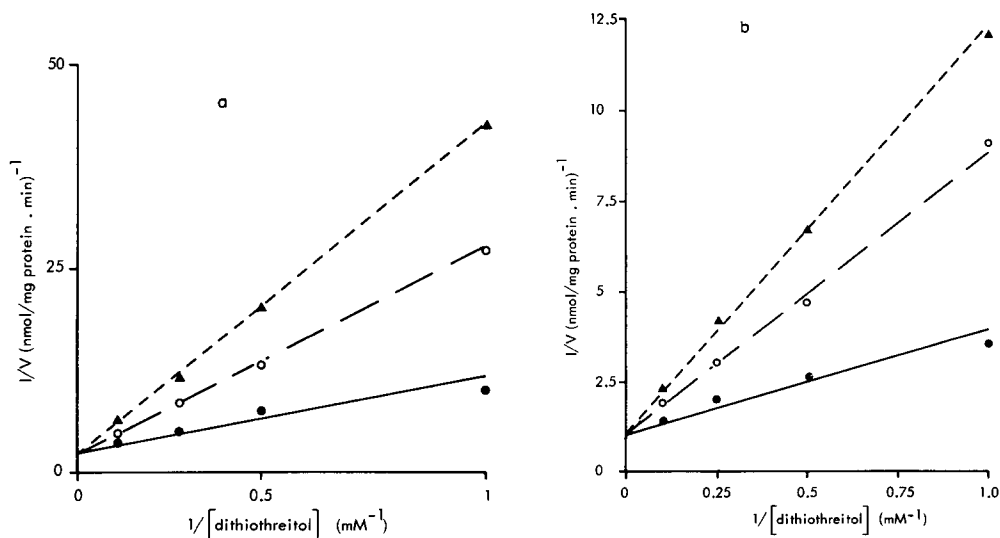 a
50
25
0
1/V (nmol/mg protein . min)⁻¹
0
0.5
1
1/[dithiothreitol] (mM⁻¹)
b
12.5
10
7.5
5
2.5
0
1/V (nmol/mg protein . min)⁻¹
0
0.25
0.5
1.0
1/[dithiothreitol] (mM⁻¹)